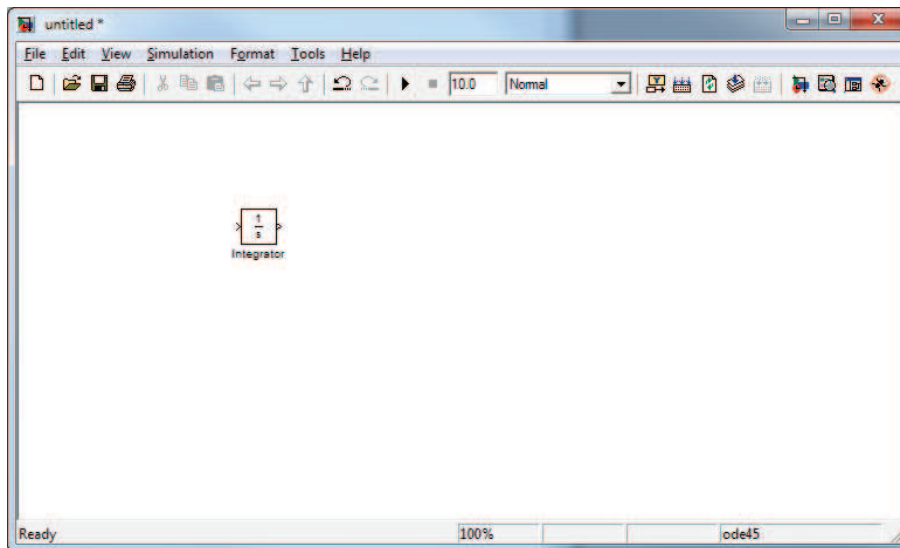 untitled *
File Edit View Simulation Format Tools Help
10.0 Normal
1
s
Integrator
Ready 100% ode45